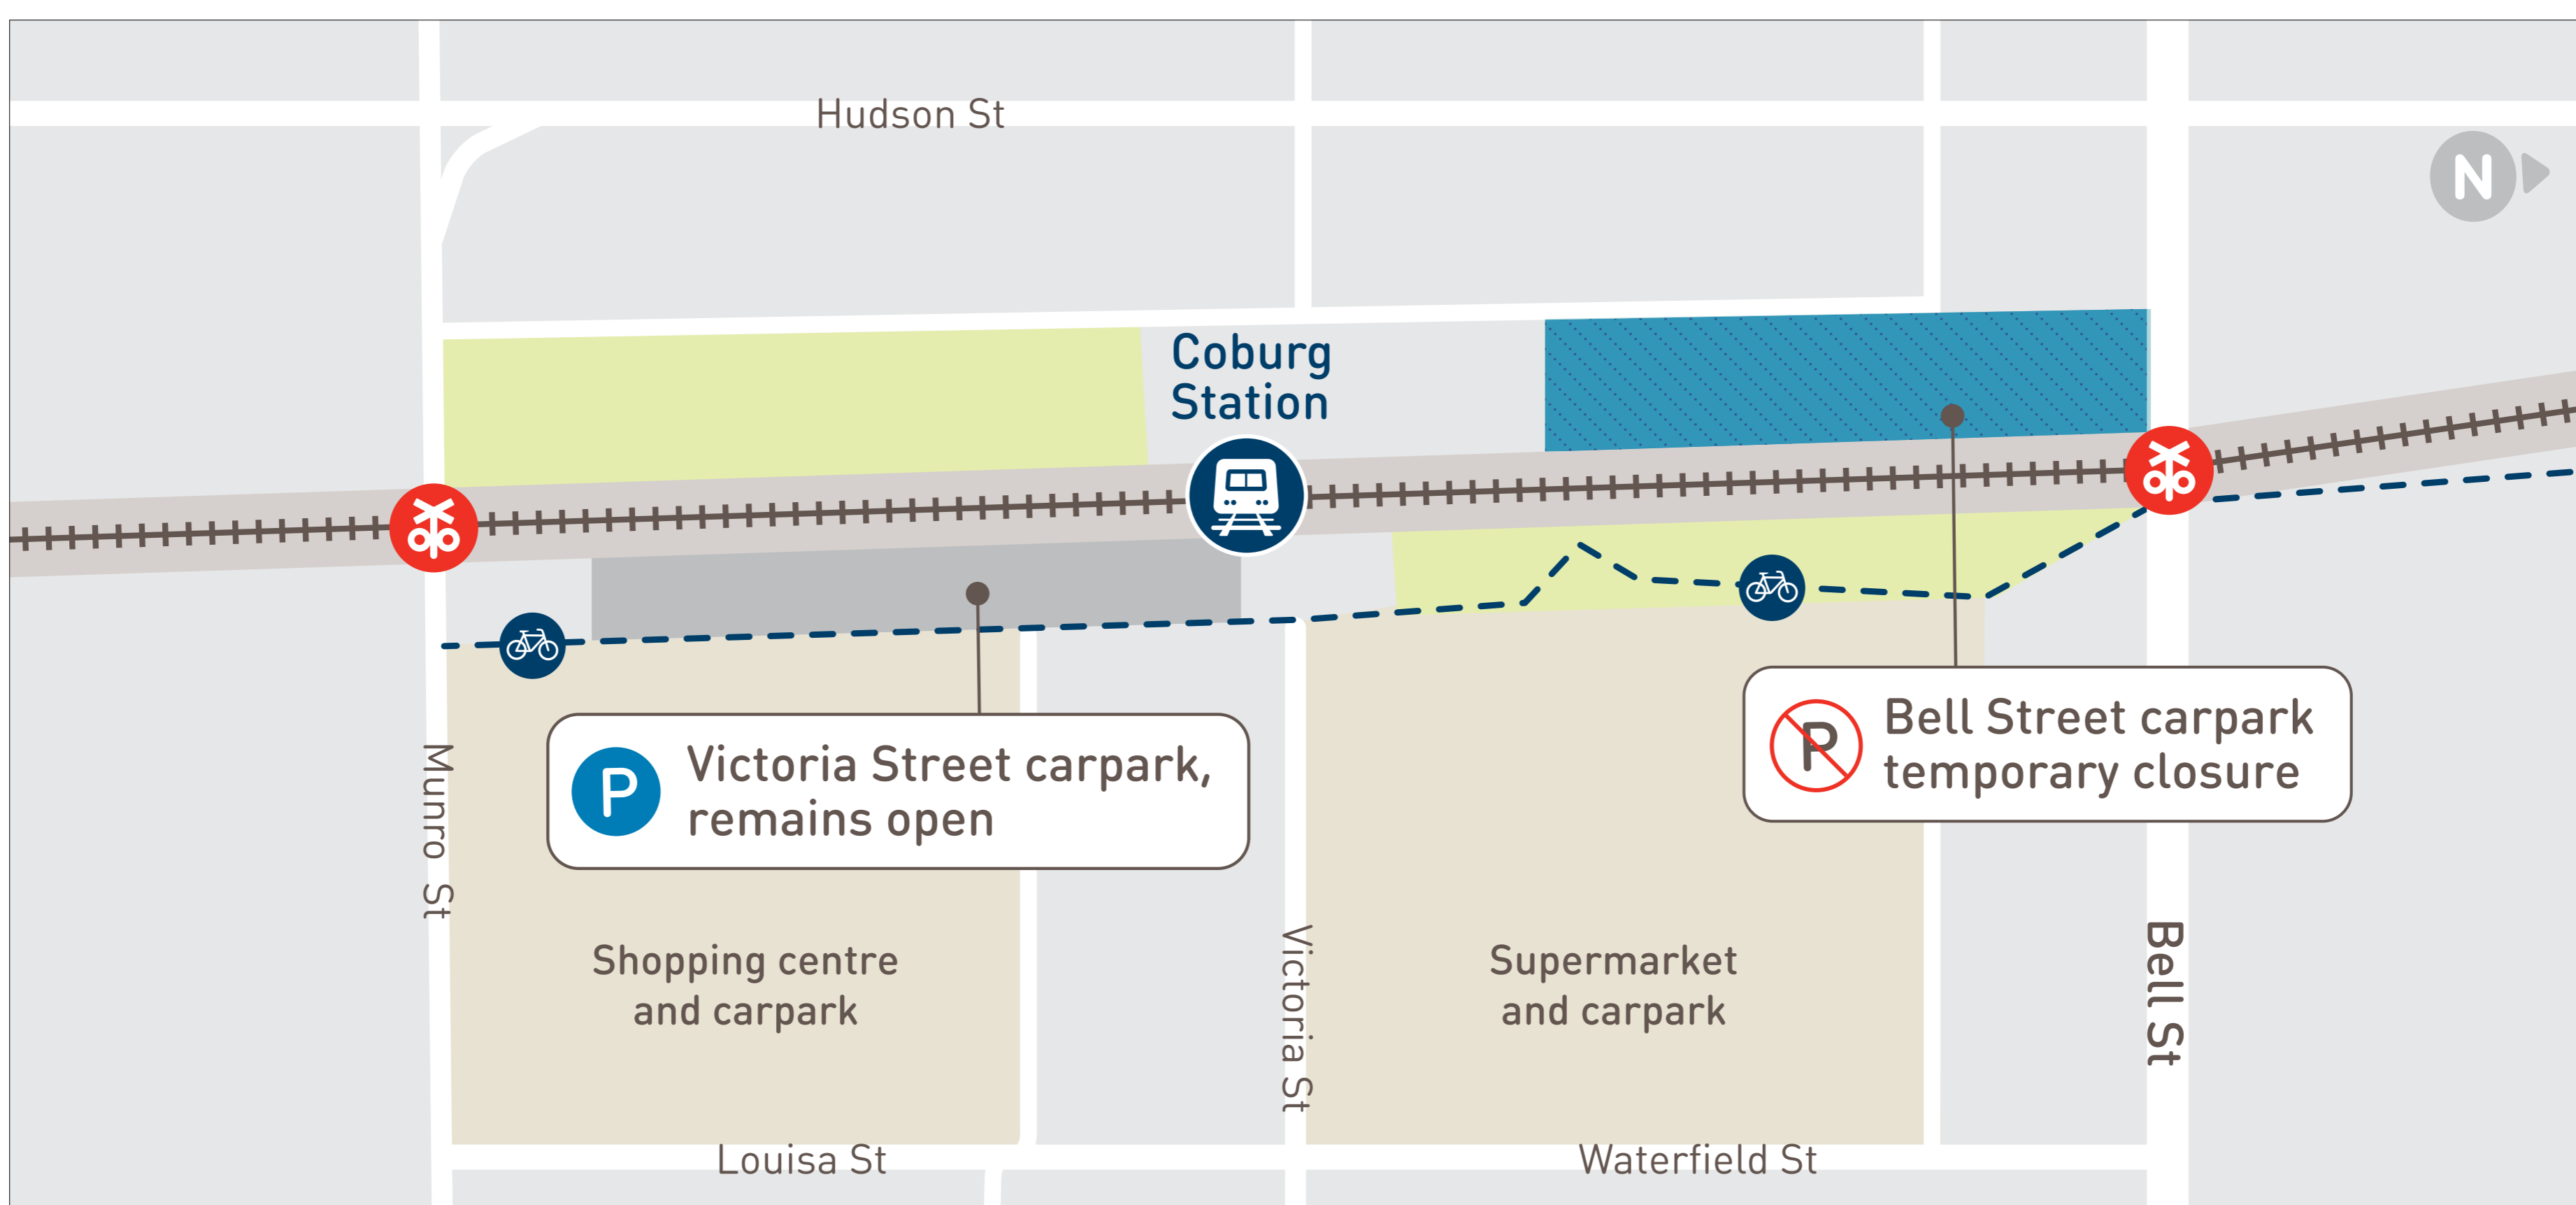 Hudson St
N
Coburg
Station
Munro St
P
Victoria Street carpark,
remains open
P
Bell Street carpark
temporary closure
Shopping centre
and carpark
Victoria St
Supermarket
and carpark
Bell St
Louisa St
Waterfield St